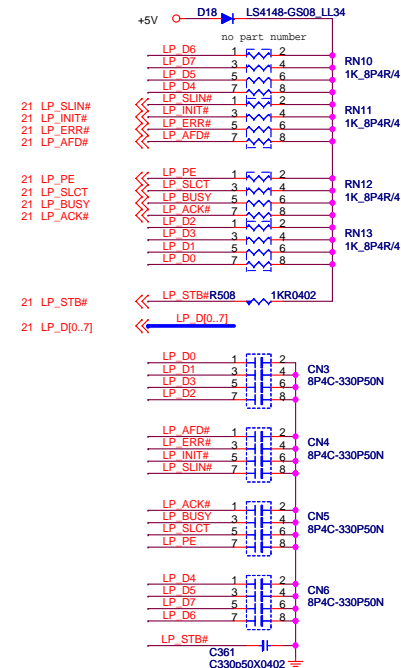 D18 LS4148-GS08_LL34
+5V
no part number
LP_D6 1 2
LP_D7 3 4 RN10
LP_D5 5 6 1K_8P4R/4
LP_D4 7 8
21 LP_SLIN# LP_SLIN# 1 2
21 LP_INIT# LP_INIT# 3 4 RN11
21 LP_ERR# LP_ERR# 5 6 1K_8P4R/4
21 LP_AFD# LP_AFD# 7 8
21 LP_PE LP_PE 1 2
21 LP_SLCT LP_SLCT 3 4 RN12
21 LP_BUSY LP_BUSY 5 6 1K_8P4R/4
21 LP_ACK# LP_ACK# 7 8
LP_D2 1 2
LP_D3 3 4 RN13
LP_D1 5 6 1K_8P4R/4
LP_D0 7 8
21 LP_STB# LP_STB# R508 1KR0402
21 LP_D[0..7] LP_D[0..7]
LP_D0 1 2
LP_D1 3 4 CN3
LP_D3 5 6 8P4C-330P50N
LP_D2 7 8
LP_AFD# 1 2
LP_ERR# 3 4 CN4
LP_INIT# 5 6 8P4C-330P50N
LP_SLIN# 7 8
LP_ACK# 1 2
LP_BUSY 3 4 CN5
LP_SLCT 5 6 8P4C-330P50N
LP_PE 7 8
LP_D4 1 2
LP_D5 3 4 CN6
LP_D7 5 6 8P4C-330P50N
LP_D6 7 8
LP_STB#
C361
C330p50X0402